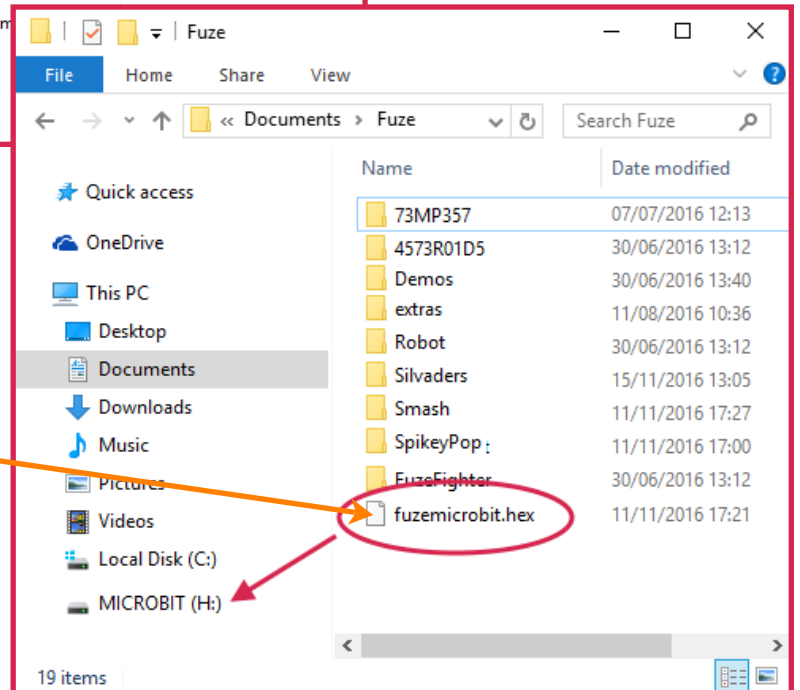 m
Fuze
File Home Share View
« Documents > Fuze
Search Fuze
Name Date modified
Quick access
OneDrive
This PC
Desktop
Documents
Downloads
Music
Pictures
Videos
Local Disk (C:)
MICROBIT (H:)
73MP357 07/07/2016 12:13
4573R01D5 30/06/2016 13:12
Demos 30/06/2016 13:40
extras 11/08/2016 10:36
Robot 30/06/2016 13:12
Silvaders 15/11/2016 13:05
Smash 11/11/2016 17:27
SpikeyPop 11/11/2016 17:00
FuzeFighter 30/06/2016 13:12
fuzemicrobit.hex 11/11/2016 17:21
19 items